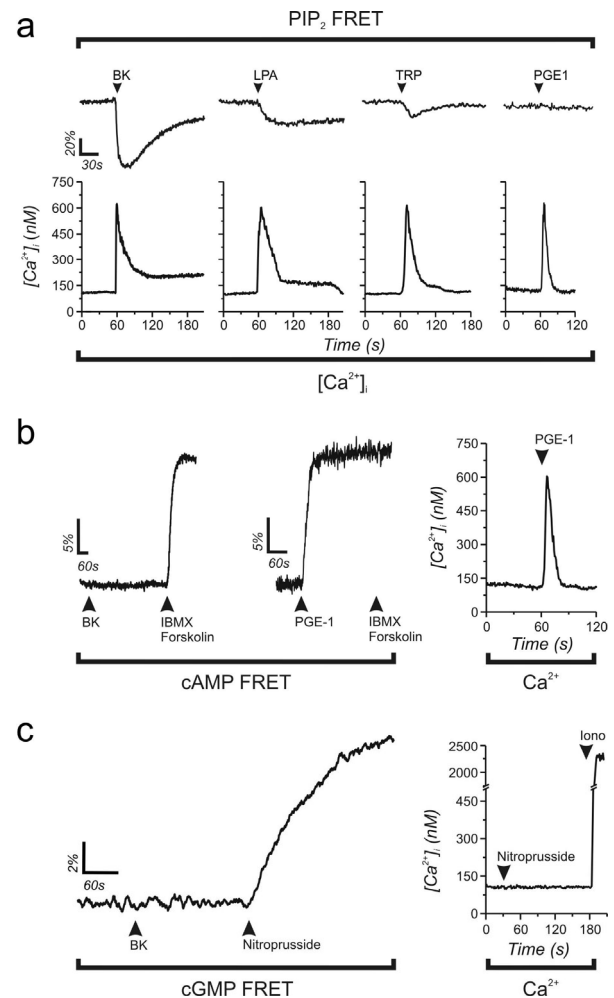 a
PIP₂ FRET
BK
LPA
TRP
PGE1
20%
30s
750
600
450
300
150
0
[Ca²⁺]ᵢ (nM)
0 60 120 180
0 60 120 180
0 60 120 180
0 60 120
Time (s)
[Ca²⁺]ᵢ
b
5%
60s
BK
IBMX
Forskolin
5%
60s
PGE-1
IBMX
Forskolin
cAMP FRET
PGE-1
750
600
450
300
150
0
[Ca²⁺]ᵢ (nM)
0 60 120
Time (s)
Ca²⁺
c
2%
60s
BK
Nitroprusside
cGMP FRET
Iono
2500
2000
450
300
150
0
[Ca²⁺]ᵢ (nM)
Nitroprusside
0 60 120 180
Time (s)
Ca²⁺